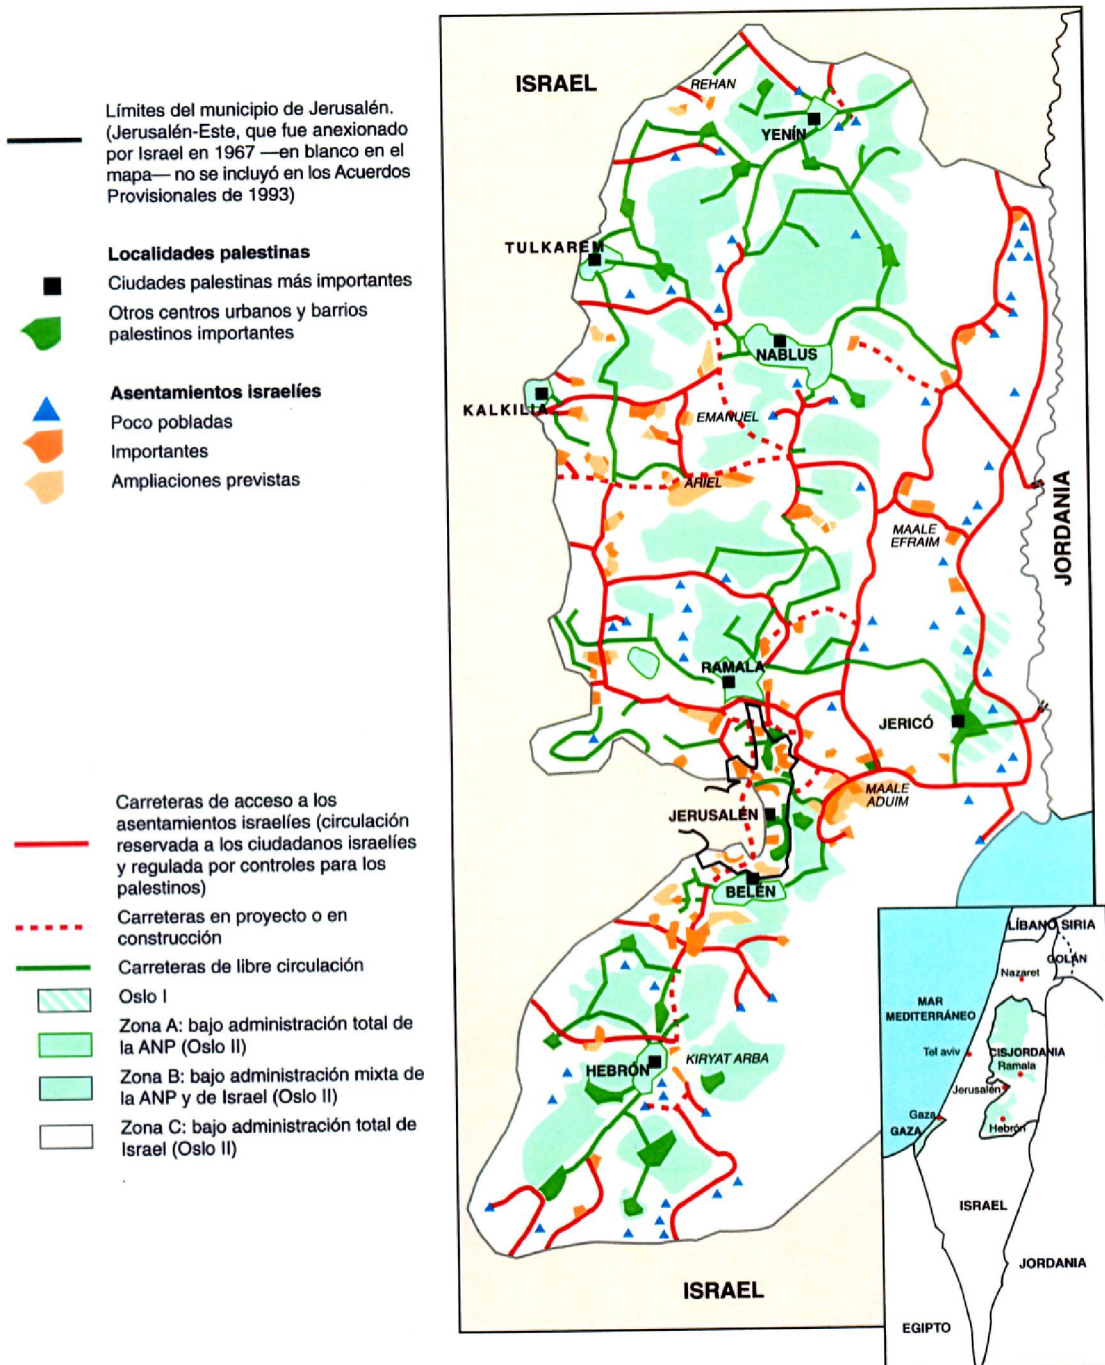 Límites del municipio de Jerusalén.
(Jerusalén-Este, que fue anexionado
por Israel en 1967 —en blanco en el
mapa— no se incluyó en los Acuerdos
Provisionales de 1993)
Localidades palestinas
Ciudades palestinas más importantes
Otros centros urbanos y barrios
palestinos importantes
Asentamientos israelíes
Poco pobladas
Importantes
Ampliaciones previstas
Carreteras de acceso a los
asentamientos israelíes (circulación
reservada a los ciudadanos israelíes
y regulada por controles para los
palestinos)
Carreteras en proyecto o en
construcción
Carreteras de libre circulación
Oslo I
Zona A: bajo administración total de
la ANP (Oslo II)
Zona B: bajo administración mixta de
la ANP y de Israel (Oslo II)
Zona C: bajo administración total de
Israel (Oslo II)
ISRAEL
REHAN
YENÍN
TULKAREM
NABLUS
KALKILIA
EMANUEL
ARIEL
MAALE
EFRAIM
JORDANIA
RAMALA
JERICÓ
MAALE
ADUIM
JERUSALÉN
BELÉN
KIRYAT ARBA
HEBRÓN
ISRAEL
LÍBANO SIRIA
GOLÁN
Nazaret
MAR
MEDITERRÁNEO
Tel aviv
CISJORDANIA
Ramala
Jerusalén
Gaza
GAZA
Hebrón
ISRAEL
JORDANIA
EGIPTO